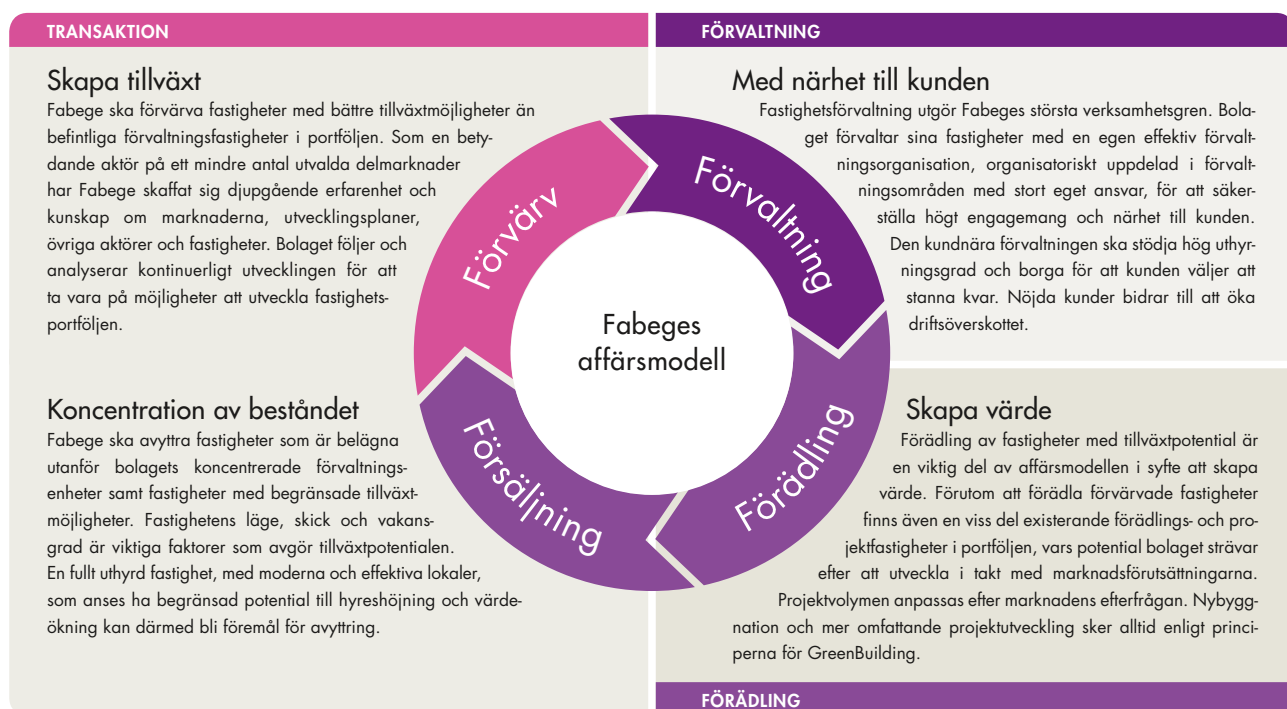 TRANSAKTION
Skapa tillväxt
Fabege ska förvärva fastigheter med bättre tillväxtmöjligheter än
befintliga förvaltningsfastigheter i portföljen. Som en bety-
dande aktör på ett mindre antal utvalda delmarknader
har Fabege skaffat sig djupgående erfarenhet och
kunskap om marknaderna, utvecklingsplaner,
övriga aktörer och fastigheter. Bolaget följer och
analyserar kontinuerligt utvecklingen för att
ta vara på möjligheter att utveckla fastighets-
portföljen.
Koncentration av beståndet
Fabege ska avyttra fastigheter som är belägna
utanför bolagets koncentrerade förvaltnings-
enheter samt fastigheter med begränsade tillväxt-
möjligheter. Fastighetens läge, skick och vakans-
grad är viktiga faktorer som avgör tillväxtpotentialen.
En fullt uthyrd fastighet, med moderna och effektiva lokaler,
som anses ha begränsad potential till hyreshöjning och värde-
ökning kan därmed bli föremål för avyttring.
Förvärv
Förvaltning
Förädling
Försäljning
Fabeges
affärsmodell
FÖRVALTNING
Med närhet till kunden
Fastighetsförvaltning utgör Fabeges största verksamhetsgren. Bola-
get förvaltar sina fastigheter med en egen effektiv förvalt-
ningsorganisation, organisatoriskt uppdelad i förvalt-
ningsområden med stort eget ansvar, för att säker-
ställa högt engagemang och närhet till kunden.
Den kundnära förvaltningen ska stödja hög uthyr-
ningsgrad och borga för att kunden väljer att
stanna kvar. Nöjda kunder bidrar till att öka
driftsöverskottet.
Skapa värde
Förädling av fastigheter med tillväxtpotential är
en viktig del av affärsmodellen i syfte att skapa
värde. Förutom att förädla förvärvade fastigheter
finns även en viss del existerande förädlings- och pro-
jektfastigheter i portföljen, vars potential bolaget strävar
efter att utveckla i takt med marknadsförutsättningarna.
Projektvolymen anpassas efter marknadens efterfrågan. Nybygg-
nation och mer omfattande projektutveckling sker alltid enligt princi-
perna för GreenBuilding.
FÖRÄDLING